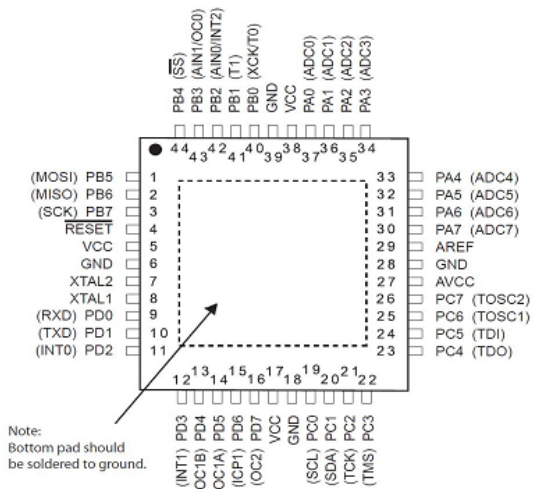 PB4 (SS)
PB3 (AIN1/OC0)
PB2 (AIN0/INT2)
PB1 (T1)
PB0 (XCK/T0)
GND
VCC
PA0 (ADC0)
PA1 (ADC1)
PA2 (ADC2)
PA3 (ADC3)
44 43 42 41 40 39 38 37 36 35 34
(MOSI) PB5 1
(MISO) PB6 2
(SCK) PB7 3
RESET 4
VCC 5
GND 6
XTAL2 7
XTAL1 8
(RXD) PD0 9
(TXD) PD1 10
(INT0) PD2 11
33 PA4 (ADC4)
32 PA5 (ADC5)
31 PA6 (ADC6)
30 PA7 (ADC7)
29 AREF
28 GND
27 AVCC
26 PC7 (TOSC2)
25 PC6 (TOSC1)
24 PC5 (TDI)
23 PC4 (TDO)
12 13 14 15 16 17 18 19 20 21 22
(INT1) PD3
OC1B) PD4
OC1A) PD5
(ICP1) PD6
(OC2) PD7
VCC
GND
(SCL) PC0
(SDA) PC1
(TCK) PC2
(TMS) PC3
Note:
Bottom pad should
be soldered to ground.